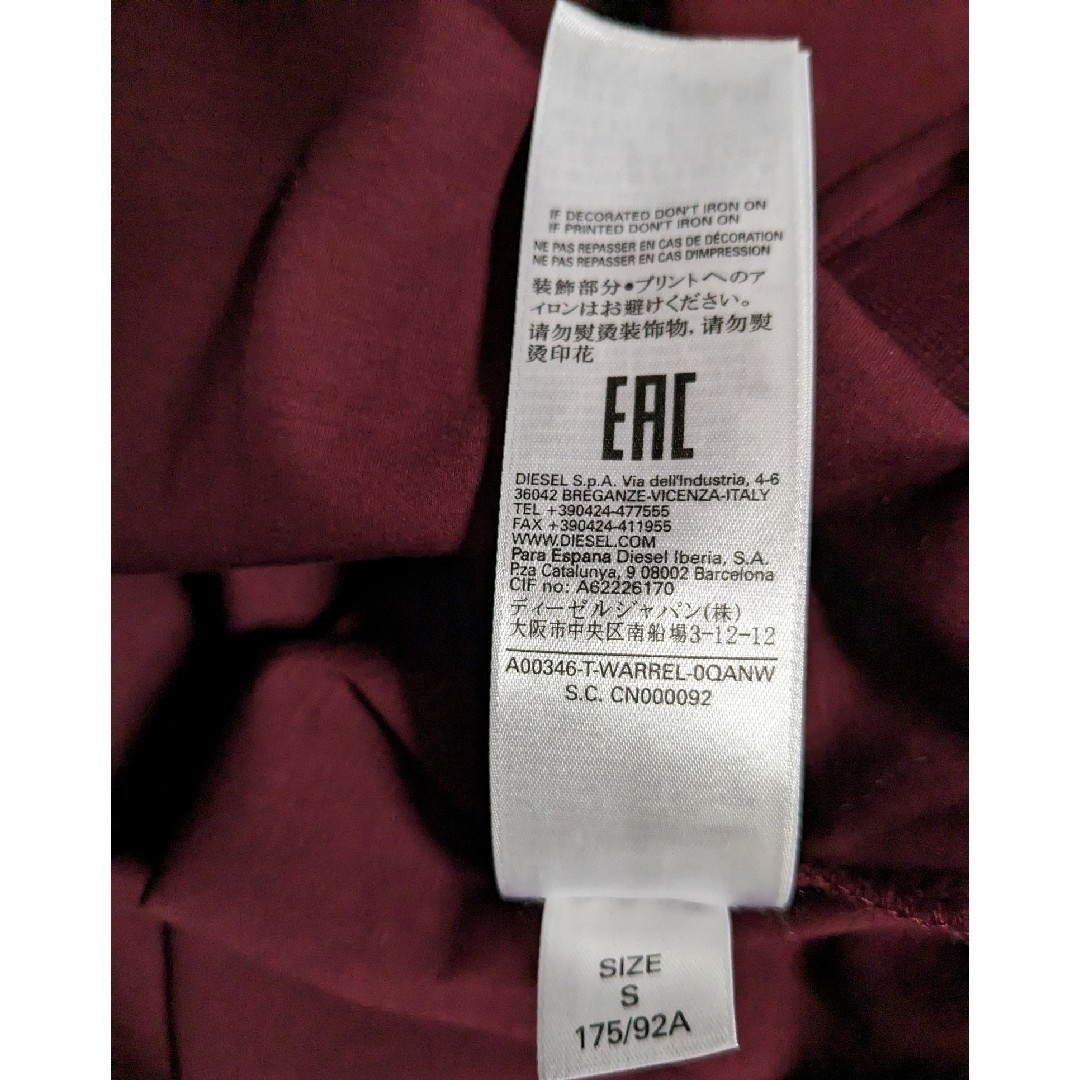 IF DECORATED DON'T IRON ON
IF PRINTED DON'T IRON ON
NE PAS REPASSER EN CAS DE DÉCORATION
NE PAS REPASSER EN CAS D'IMPRESSION
装飾部分●プリントへのア
イロンはお避けください。
请勿熨烫装饰物,请勿熨
烫印花
EAC
DIESEL S.p.A. Via dell'Industria, 4-6
36042 BREGANZE-VICENZA-ITALY
TEL +390424-477555
FAX +390424-411955
WWW.DIESEL.COM
Para Espana Diesel Iberia, S.A.
P.za Catalunya, 9 08002 Barcelona
CIF no: A62226170
ディーゼルジャパン(株)
大阪市中央区南船場3-12-12
A00346-T-WARREL-0QANW
S.C. CN000092
SIZE
S
175/92A